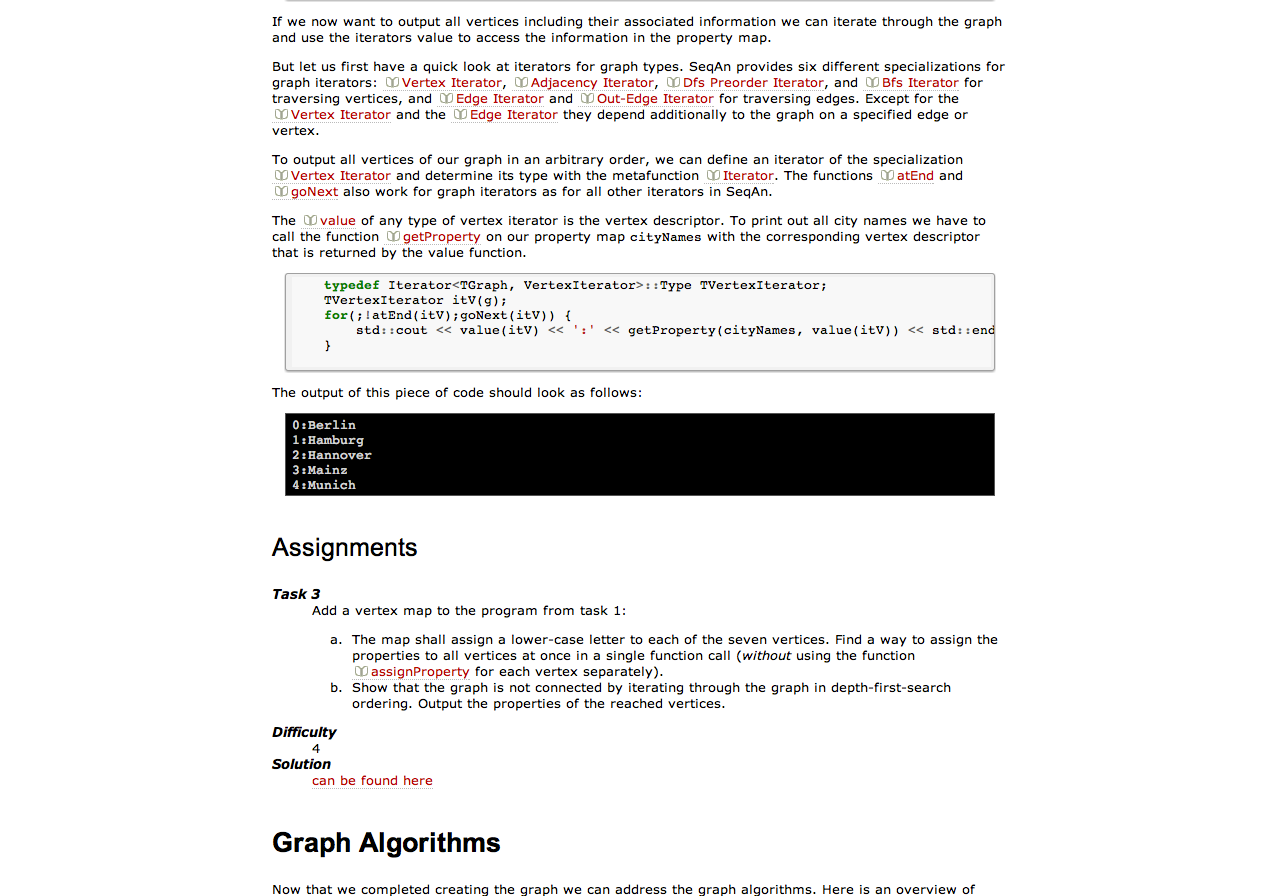 If we now want to output all vertices including their associated information we can iterate through the graph
and use the iterators value to access the information in the property map.
But let us first have a quick look at iterators for graph types. SeqAn provides six different specializations for
graph iterators: Vertex Iterator, Adjacency Iterator, Dfs Preorder Iterator, and Bfs Iterator for
traversing vertices, and Edge Iterator and Out-Edge Iterator for traversing edges. Except for the
Vertex Iterator and the Edge Iterator they depend additionally to the graph on a specified edge or
vertex.
To output all vertices of our graph in an arbitrary order, we can define an iterator of the specialization
Vertex Iterator and determine its type with the metafunction Iterator. The functions atEnd and
goNext also work for graph iterators as for all other iterators in SeqAn.
The value of any type of vertex iterator is the vertex descriptor. To print out all city names we have to
call the function getProperty on our property map cityNames with the corresponding vertex descriptor
that is returned by the value function.
typedef Iterator<TGraph, VertexIterator>::Type TVertexIterator;
TVertexIterator itV(g);
for(;!atEnd(itV);goNext(itV)) {
std::cout << value(itV) << ':' << getProperty(cityNames, value(itV)) << std::end
}
The output of this piece of code should look as follows:
0:Berlin
1:Hamburg
2:Hannover
3:Mainz
4:Munich
Assignments
Task 3
Add a vertex map to the program from task 1:
a. The map shall assign a lower-case letter to each of the seven vertices. Find a way to assign the
properties to all vertices at once in a single function call (without using the function
assignProperty for each vertex separately).
b. Show that the graph is not connected by iterating through the graph in depth-first-search
ordering. Output the properties of the reached vertices.
Difficulty
4
Solution
can be found here
Graph Algorithms
Now that we completed creating the graph we can address the graph algorithms. Here is an overview of